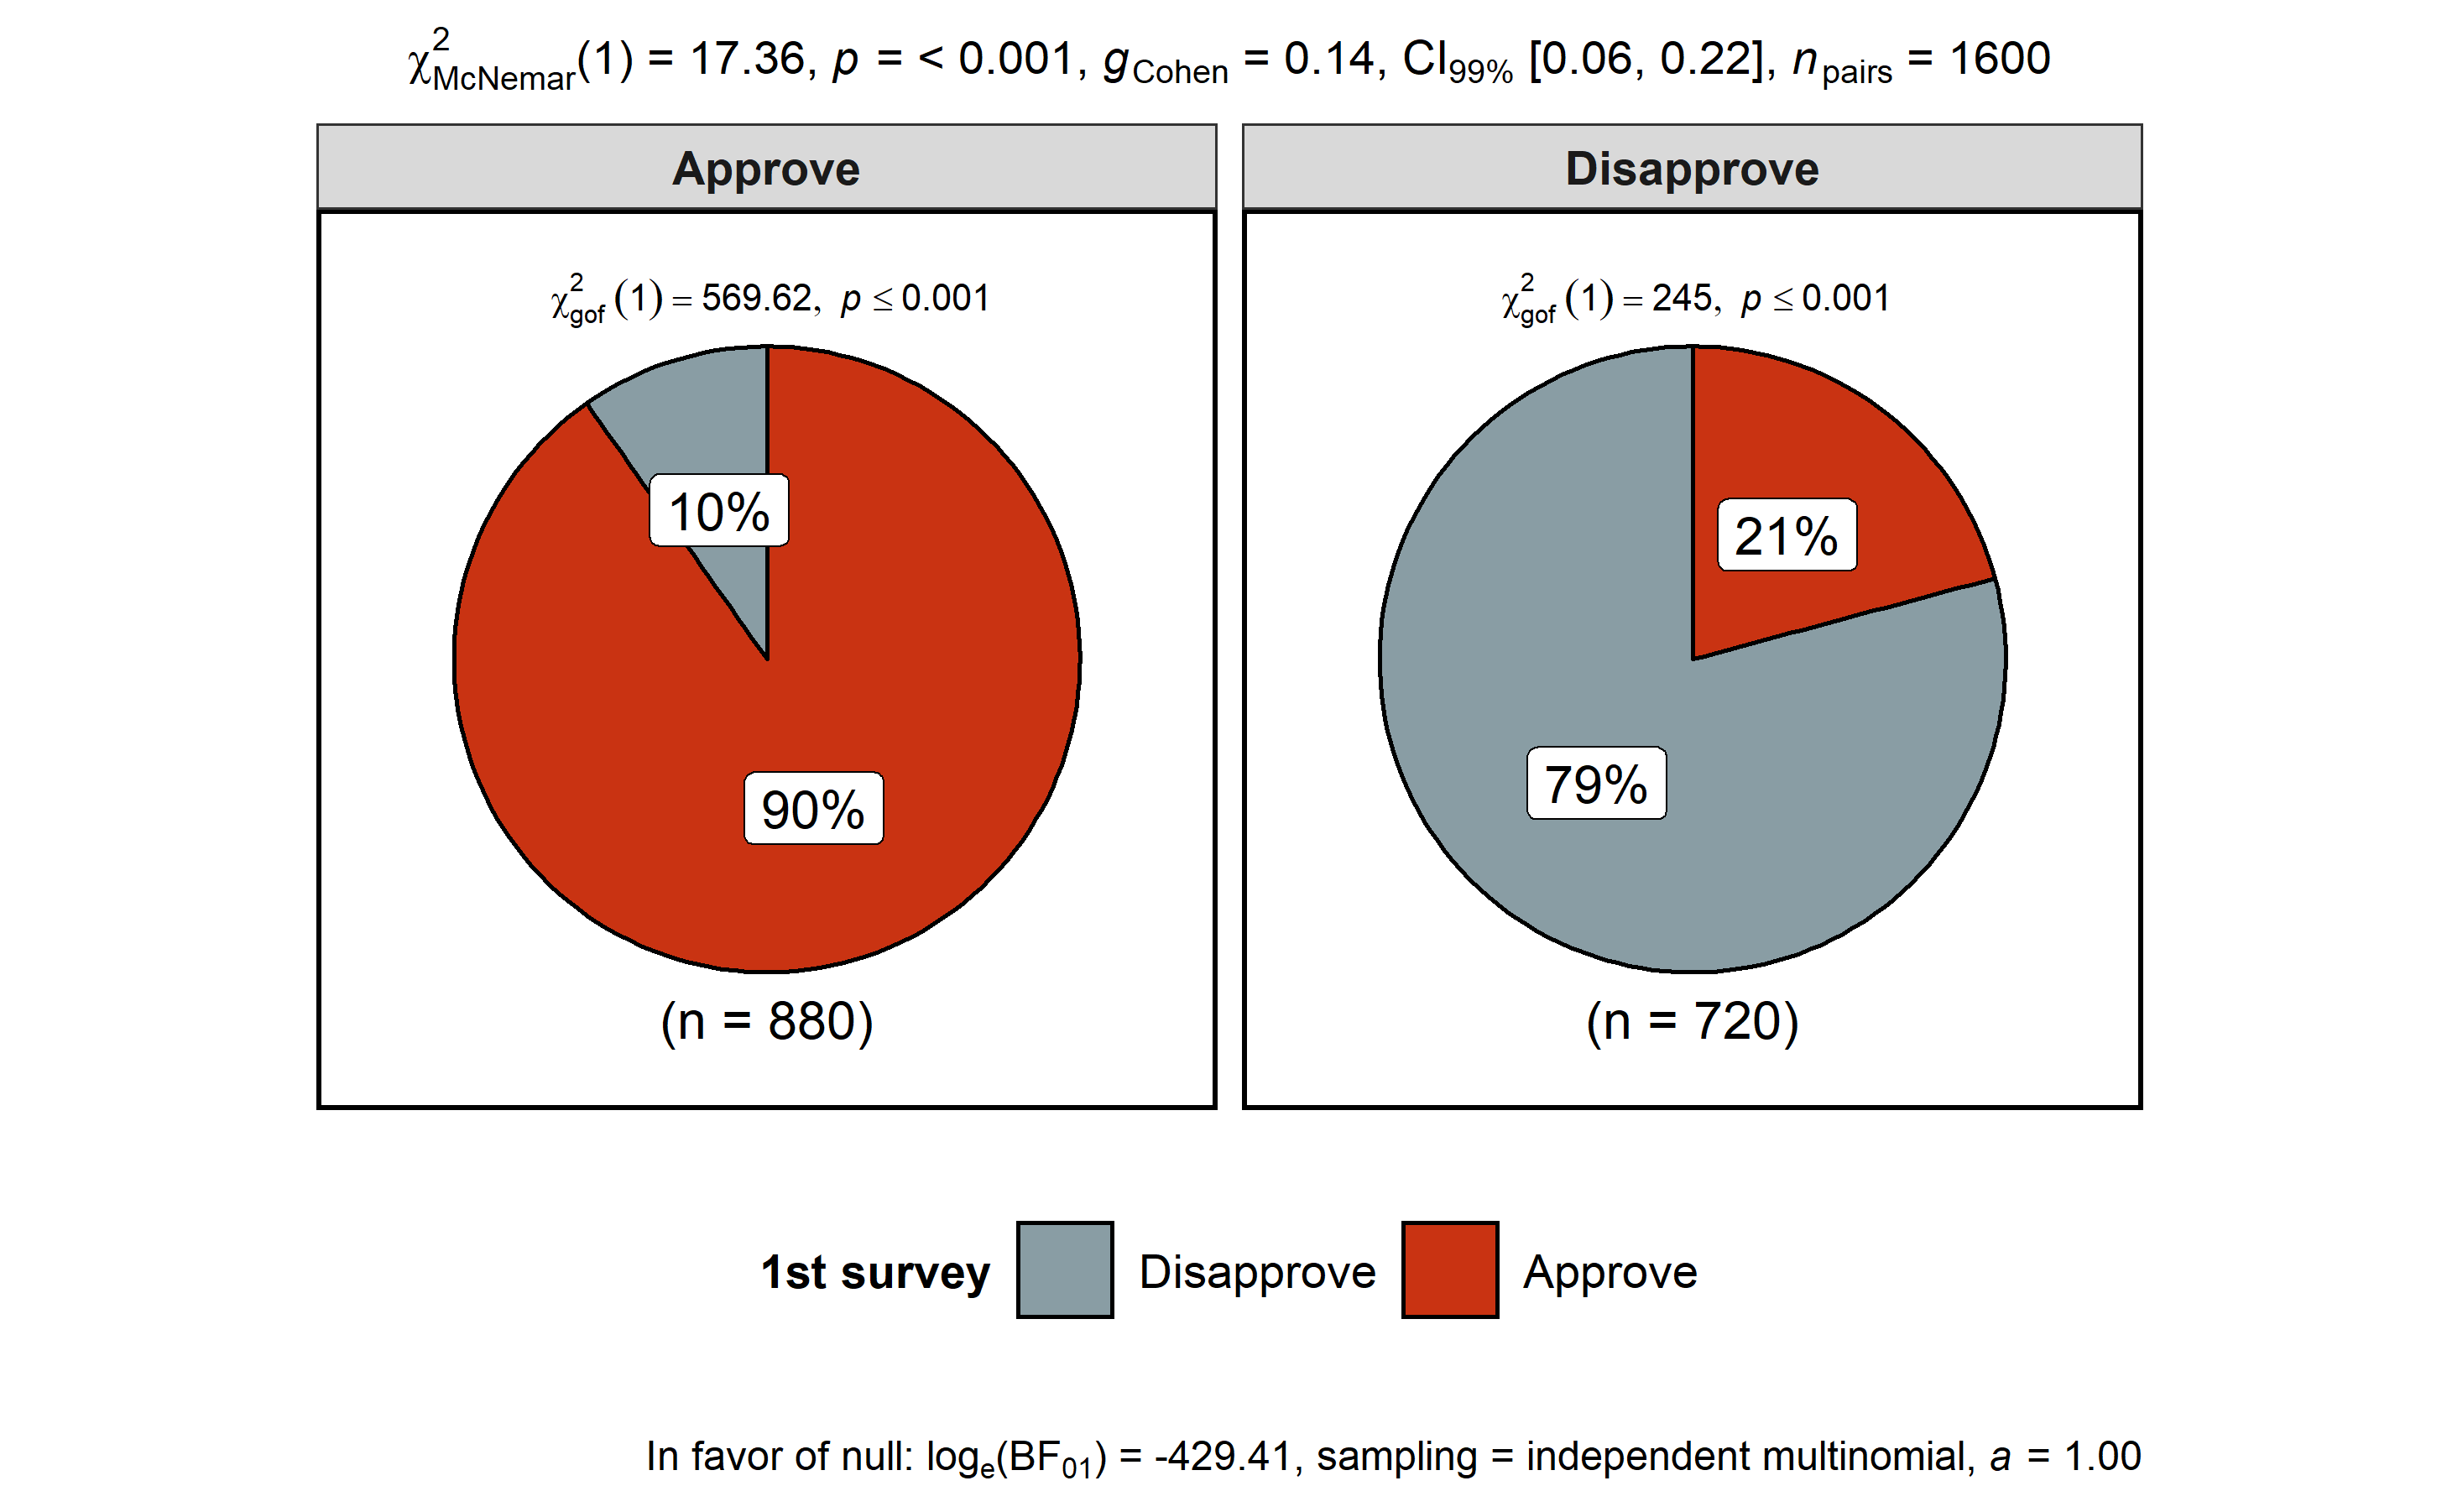 χ²McNemar(1) = 17.36, p = < 0.001, gCohen = 0.14, CI99% [0.06, 0.22], npairs = 1600
Approve
Disapprove
χ²gof (1) = 569.62, p ≤ 0.001
χ²gof (1) = 245, p ≤ 0.001
10%
21%
79%
90%
(n = 880)
(n = 720)
1st survey Disapprove Approve
In favor of null: loge(BF01) = -429.41, sampling = independent multinomial, a = 1.00